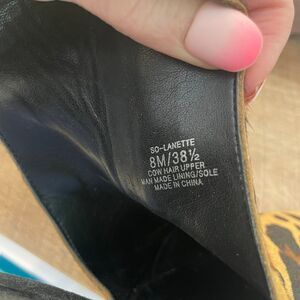 SO-LANETTE
8M/38½
COW HAIR UPPER
MAN MADE LINING/SOLE
MADE IN CHINA